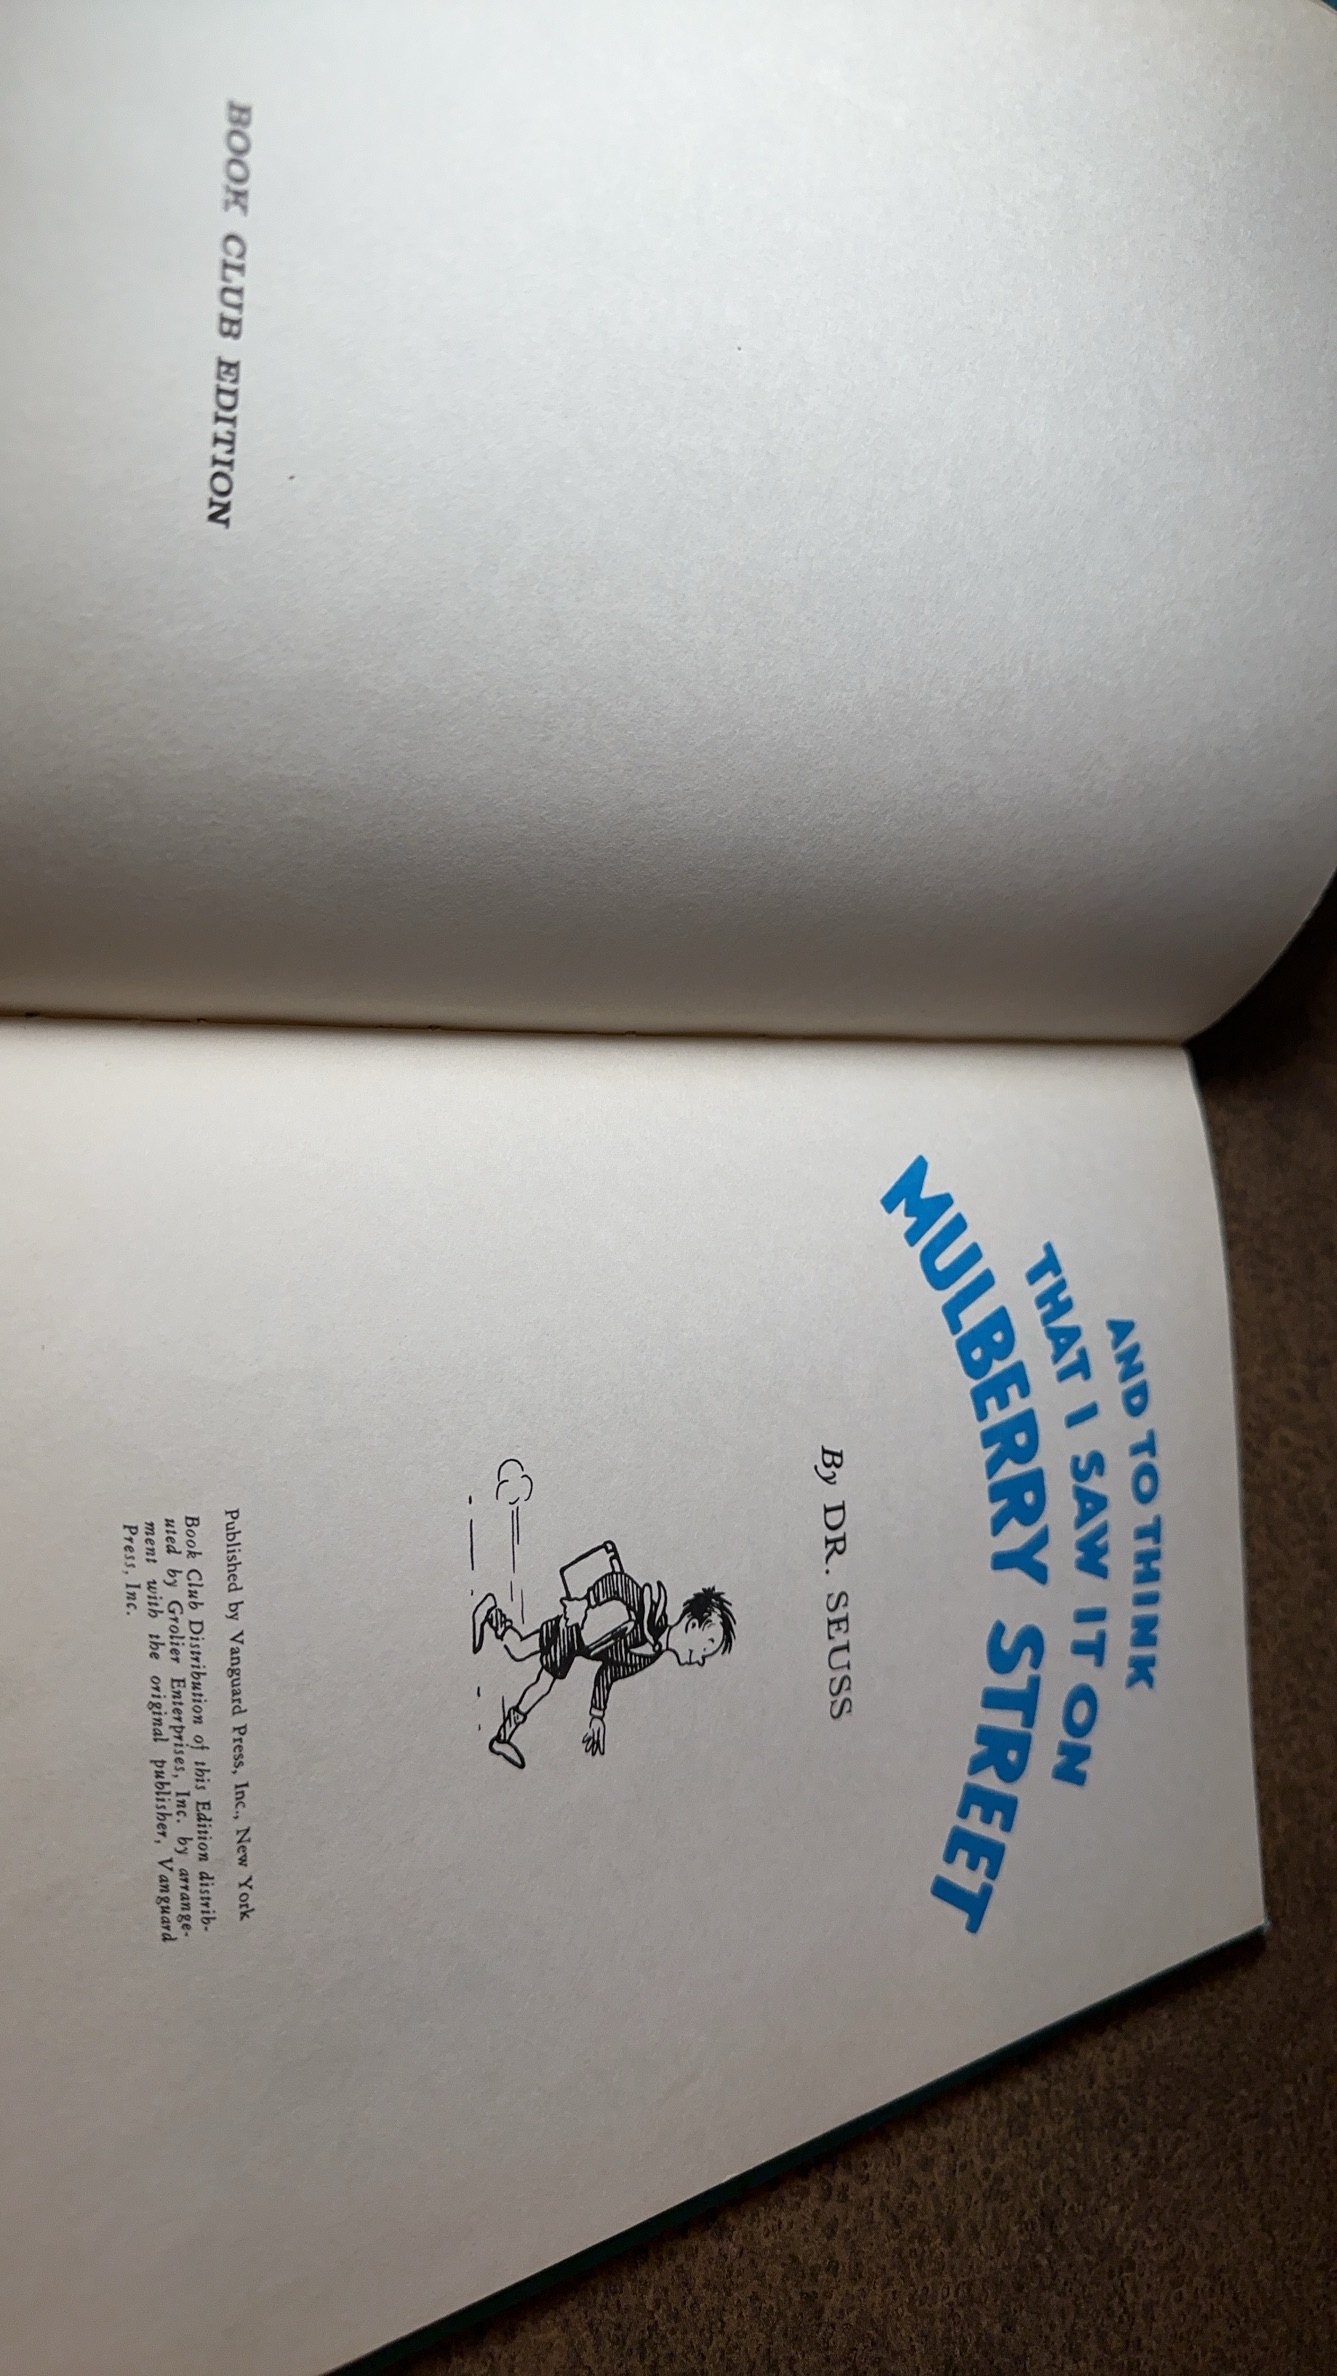 BOOK CLUB EDITION
AND TO THINK
THAT I SAW IT ON
MULBERRY STREET
By DR. SEUSS
Published by Vanguard Press, Inc., New York
Book Club Distribution of this Edition distrib-
uted by Grolier Enterprises, Inc. by arrange-
ment with the original publisher, Vanguard
Press, Inc.